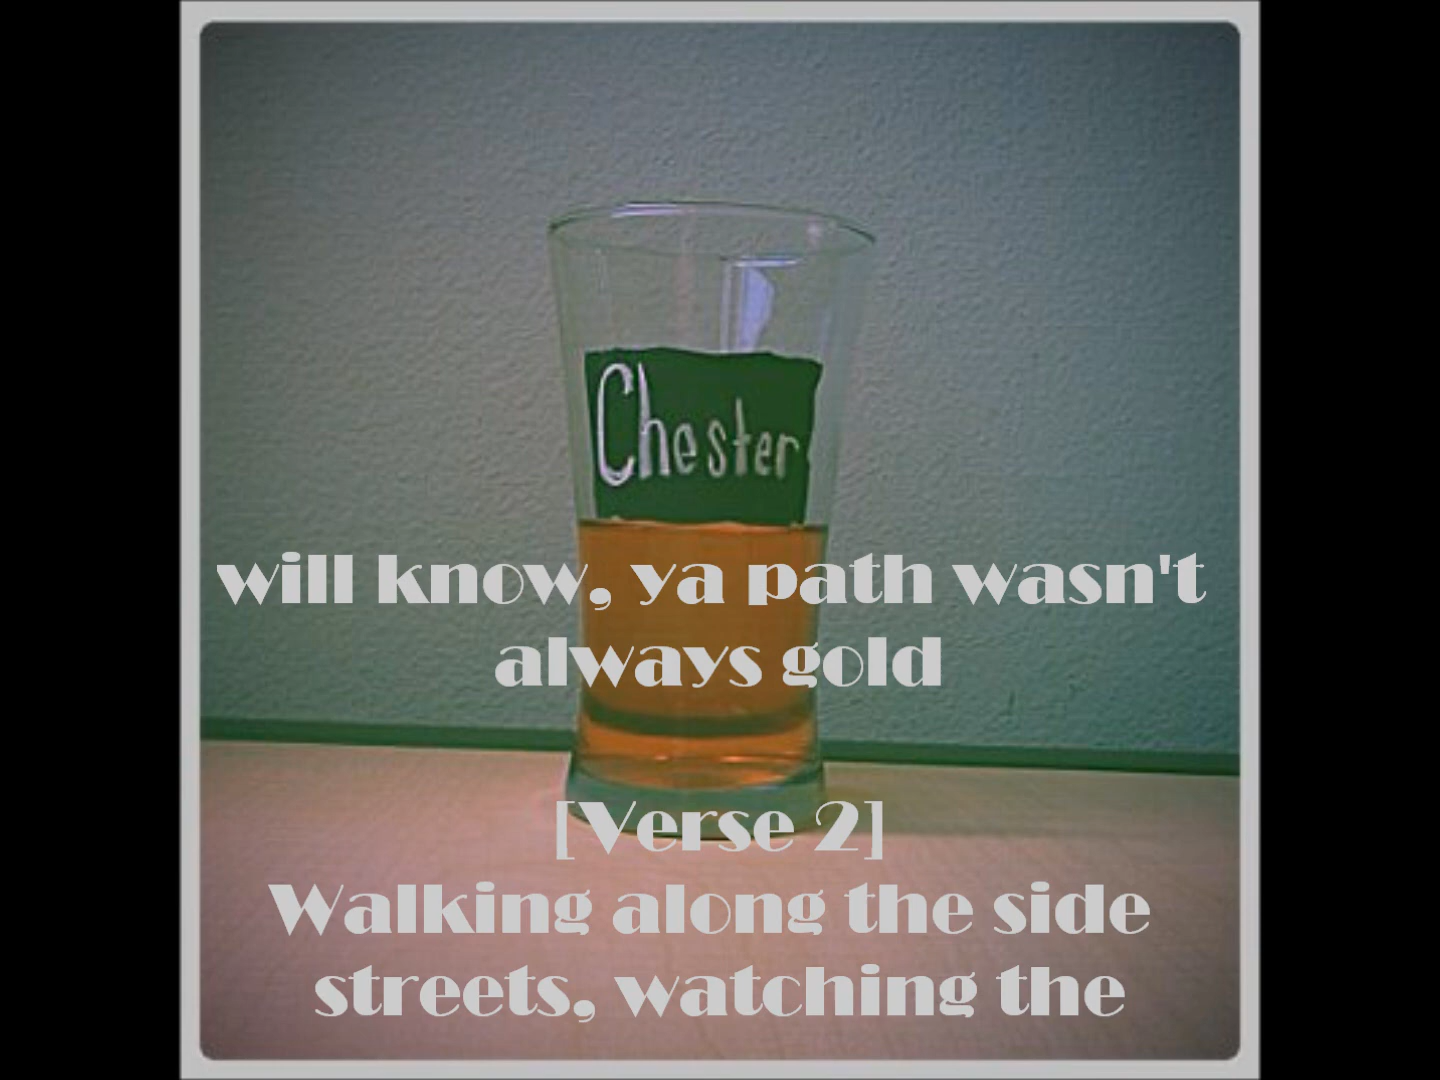 Chester
will know, ya path wasn't
always gold
[Verse 2]
Walking along the side
streets, watching the